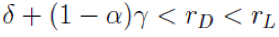 δ + (1 − α)γ < r_D < r_L